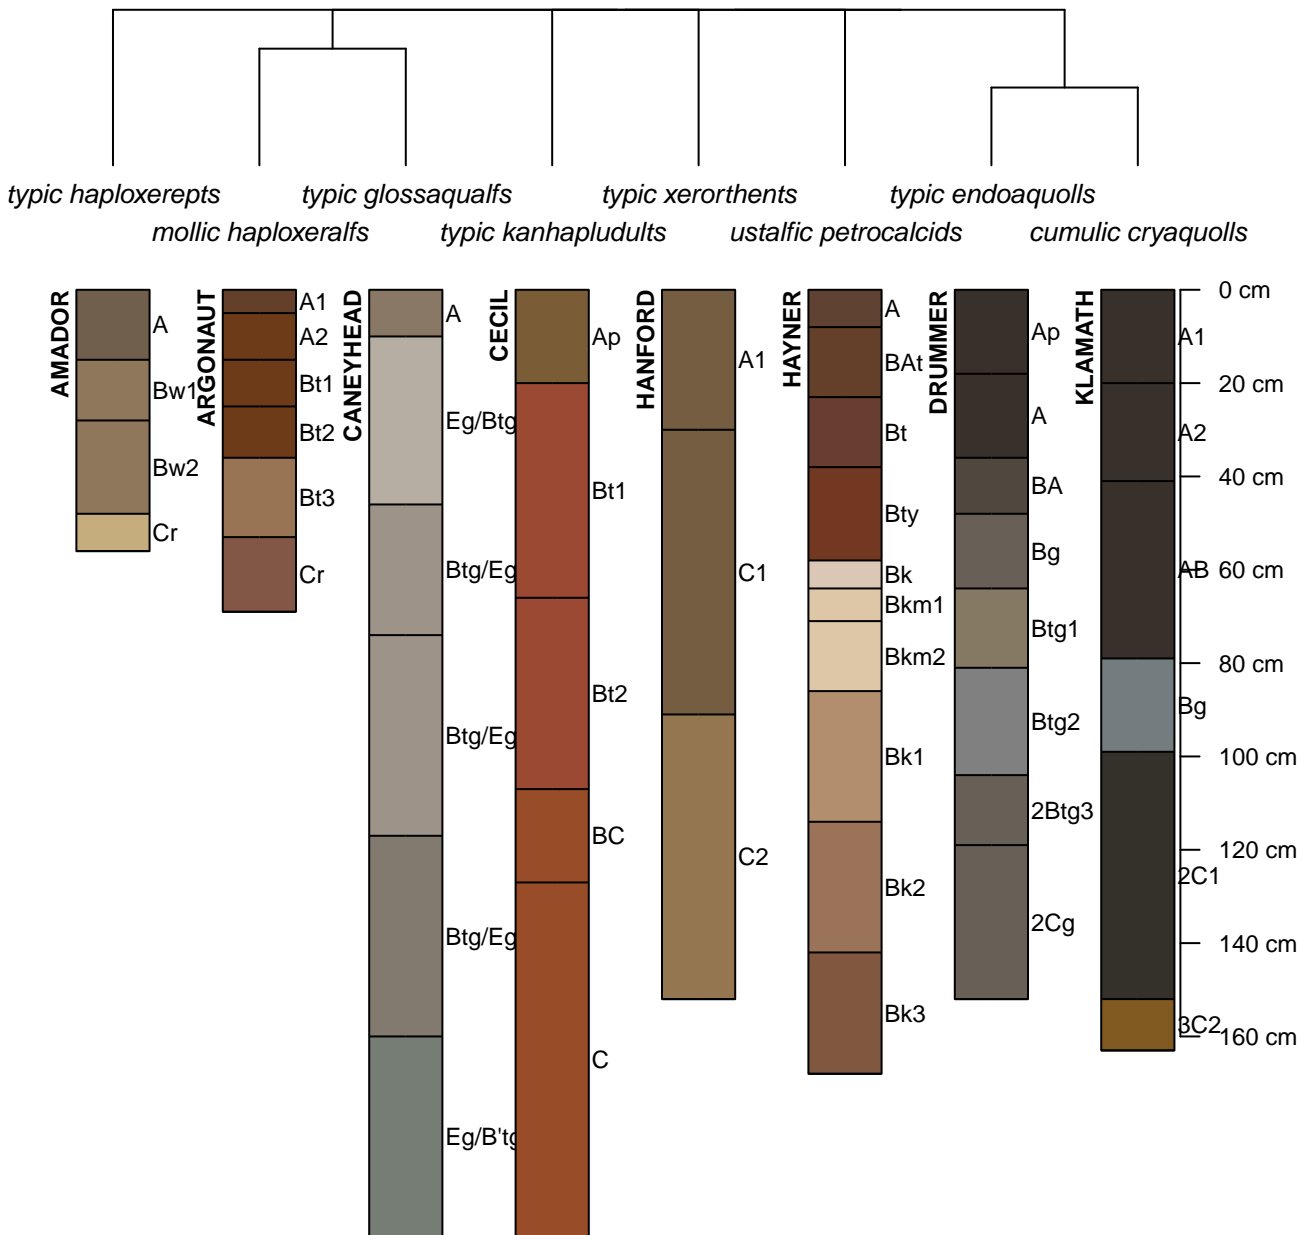 typic haploxerepts
typic glossaqualfs
typic xerorthents
typic endoaquolls
mollic haploxeralfs
typic kanhapludults
ustalfic petrocalcids
cumulic cryaquolls
AMADOR
A
Bw1
Bw2
Cr
ARGONAUT
A1
A2
Bt1
Bt2
Bt3
Cr
CANEYHEAD
A
Eg/Btg
Btg/Eg
Btg/Eg
Btg/Eg
Eg/B'tg
CECIL
Ap
Bt1
Bt2
BC
C
HANFORD
A1
C1
C2
HAYNER
A
BAt
Bt
Bty
Bk
Bkm1
Bkm2
Bk1
Bk2
Bk3
DRUMMER
Ap
A
BA
Bg
Btg1
Btg2
2Btg3
2Cg
KLAMATH
A1
A2
AB
Bg
2C1
3C2
0 cm
20 cm
40 cm
60 cm
80 cm
100 cm
120 cm
140 cm
160 cm